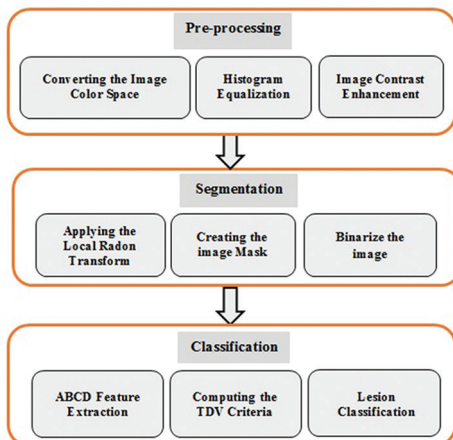 Pre-processing
Converting the Image
Color Space
Histogram
Equalization
Image Contrast
Enhancement
Segmentation
Applying the
Local Radon
Transform
Creating the
image Mask
Binarize the
image
Classification
ABCD Feature
Extraction
Computing the
TDV Criteria
Lesion
Classification